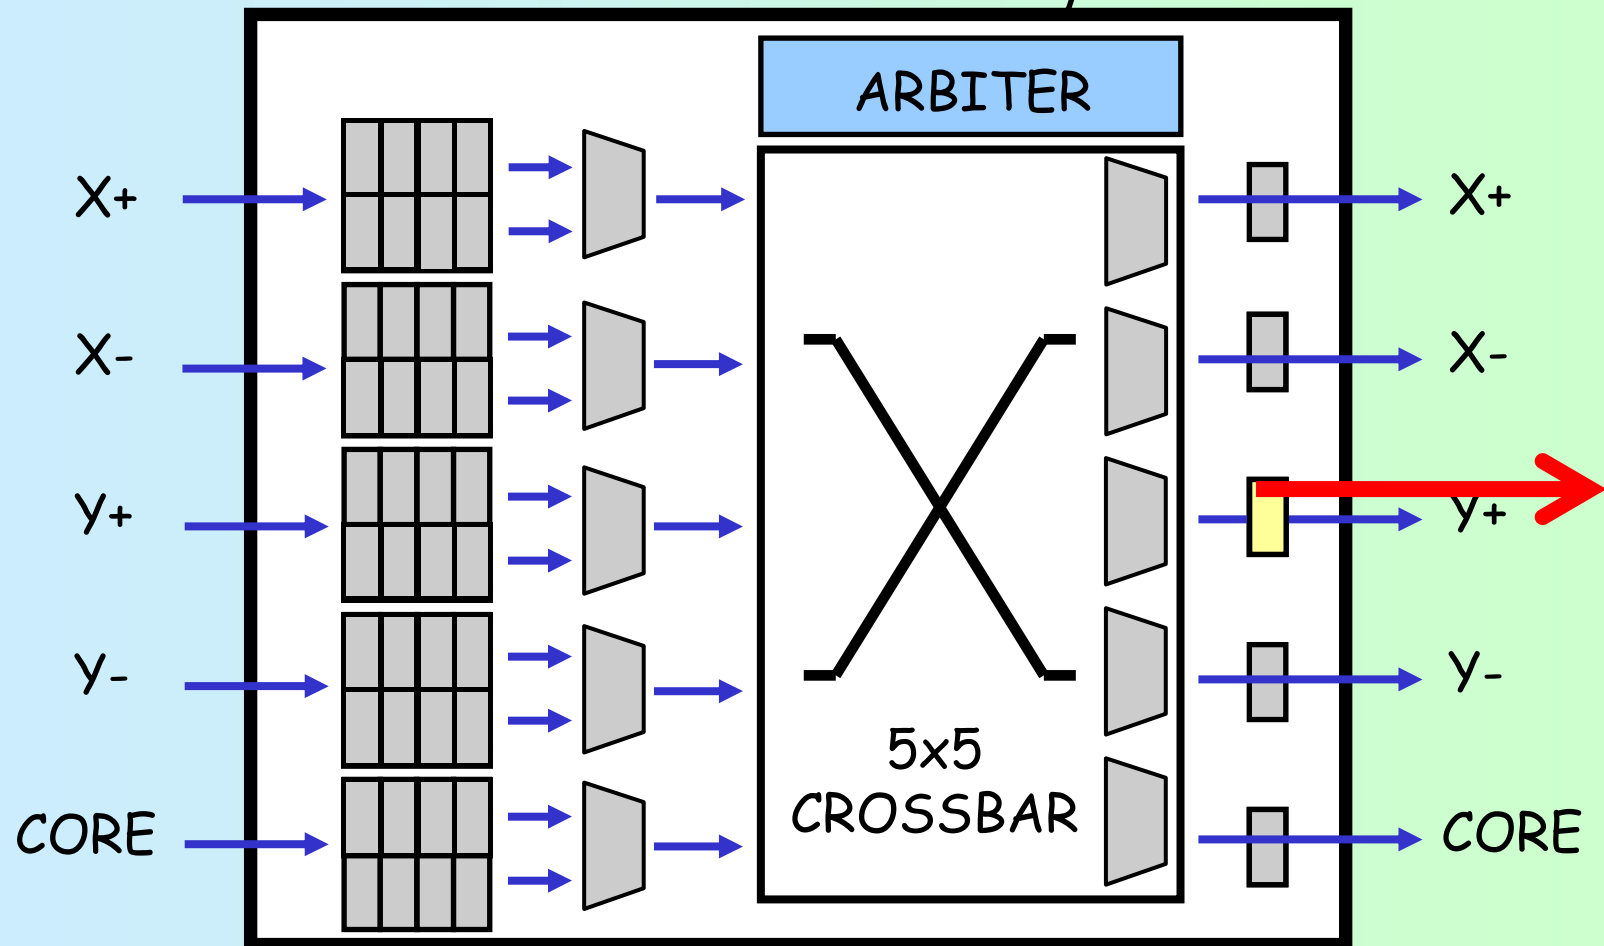 ARBITER
X+
X-
Y+
Y-
CORE
5x5
CROSSBAR
X+
X-
Y+
Y-
CORE